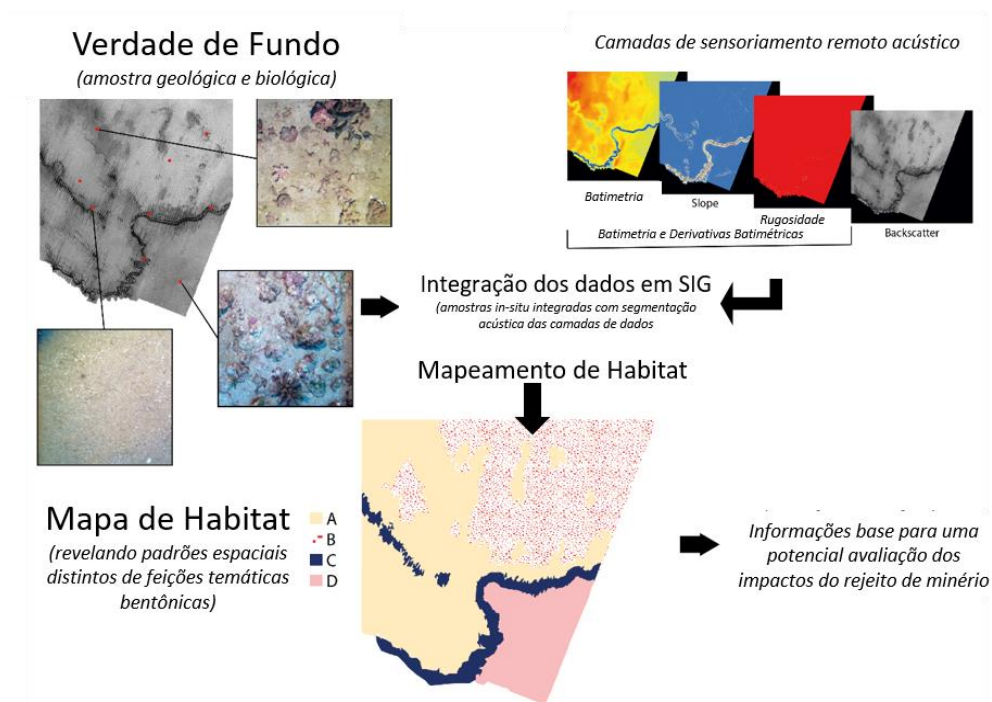 Verdade de Fundo
(amostra geológica e biológica)
Camadas de sensoriamento remoto acústico
Batimetria
Slope
Rugosidade
Backscatter
Batimetria e Derivativas Batimétricas
Integração dos dados em SIG
(amostras in-situ integradas com segmentação
acústica das camadas de dados
Mapeamento de Habitat
Mapa de Habitat
(revelando padrões espaciais
distintos de feições temáticas
bentônicas)
A
B
C
D
Informações base para uma
potencial avaliação dos
impactos do rejeito de minério